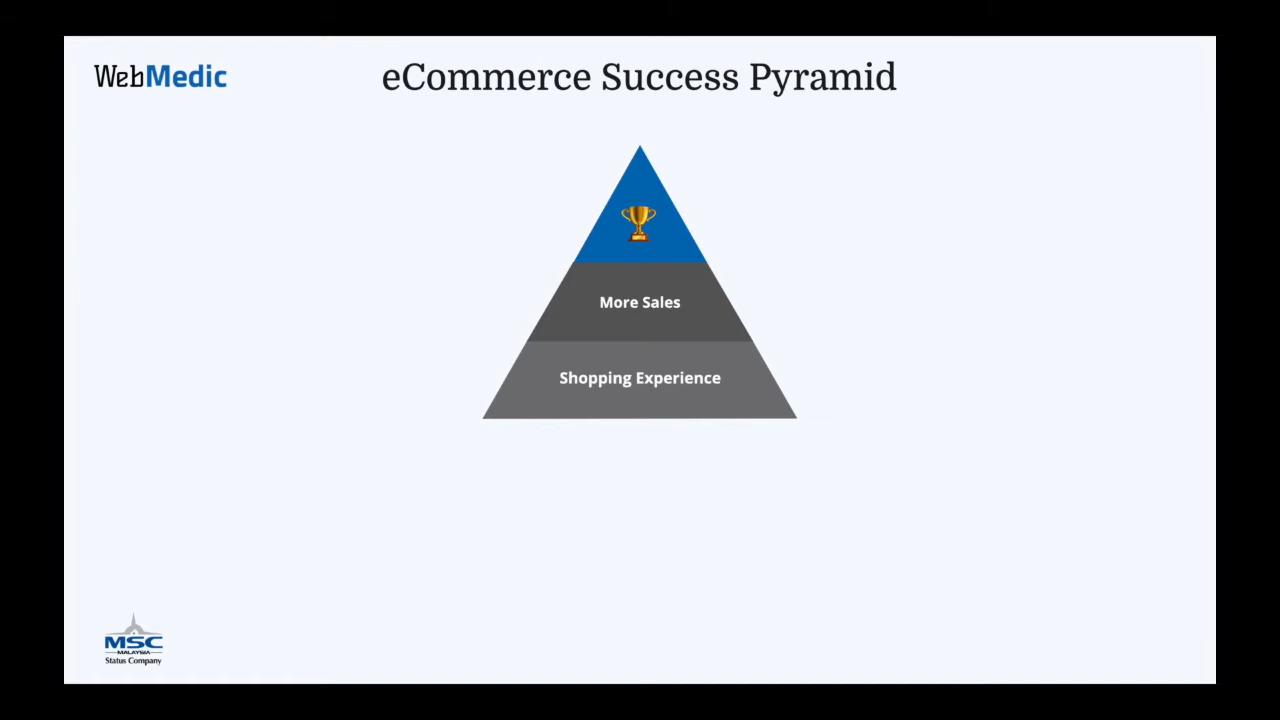 WebMedic
eCommerce Success Pyramid
More Sales
Shopping Experience
MSC
MALAYSIA
Status Company